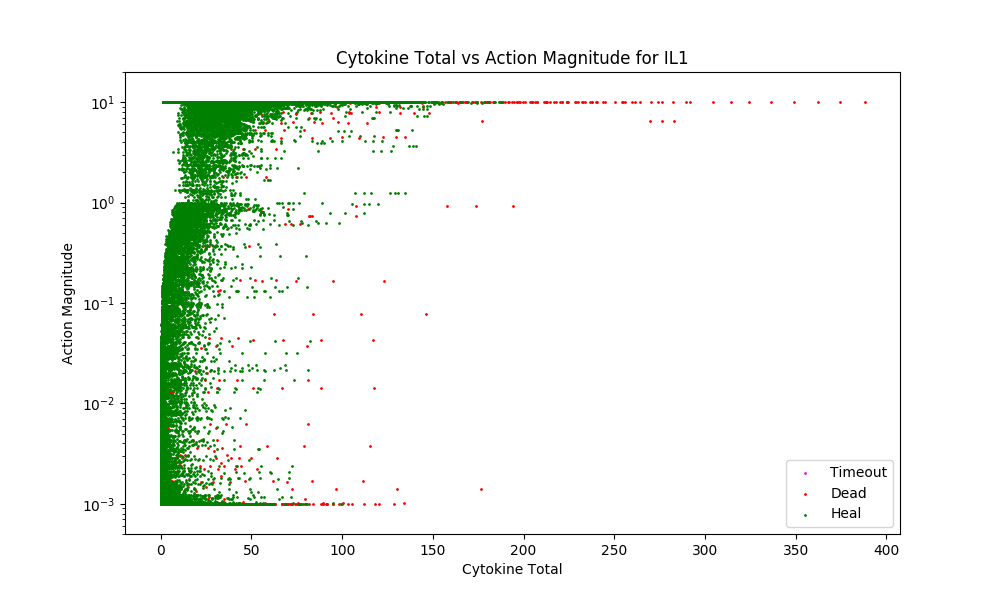 Cytokine Total vs Action Magnitude for IL1
Action Magnitude
10^1
10^0
10^−1
10^−2
10^−3
0 50 100 150 200 250 300 350 400
Cytokine Total
Timeout
Dead
Heal